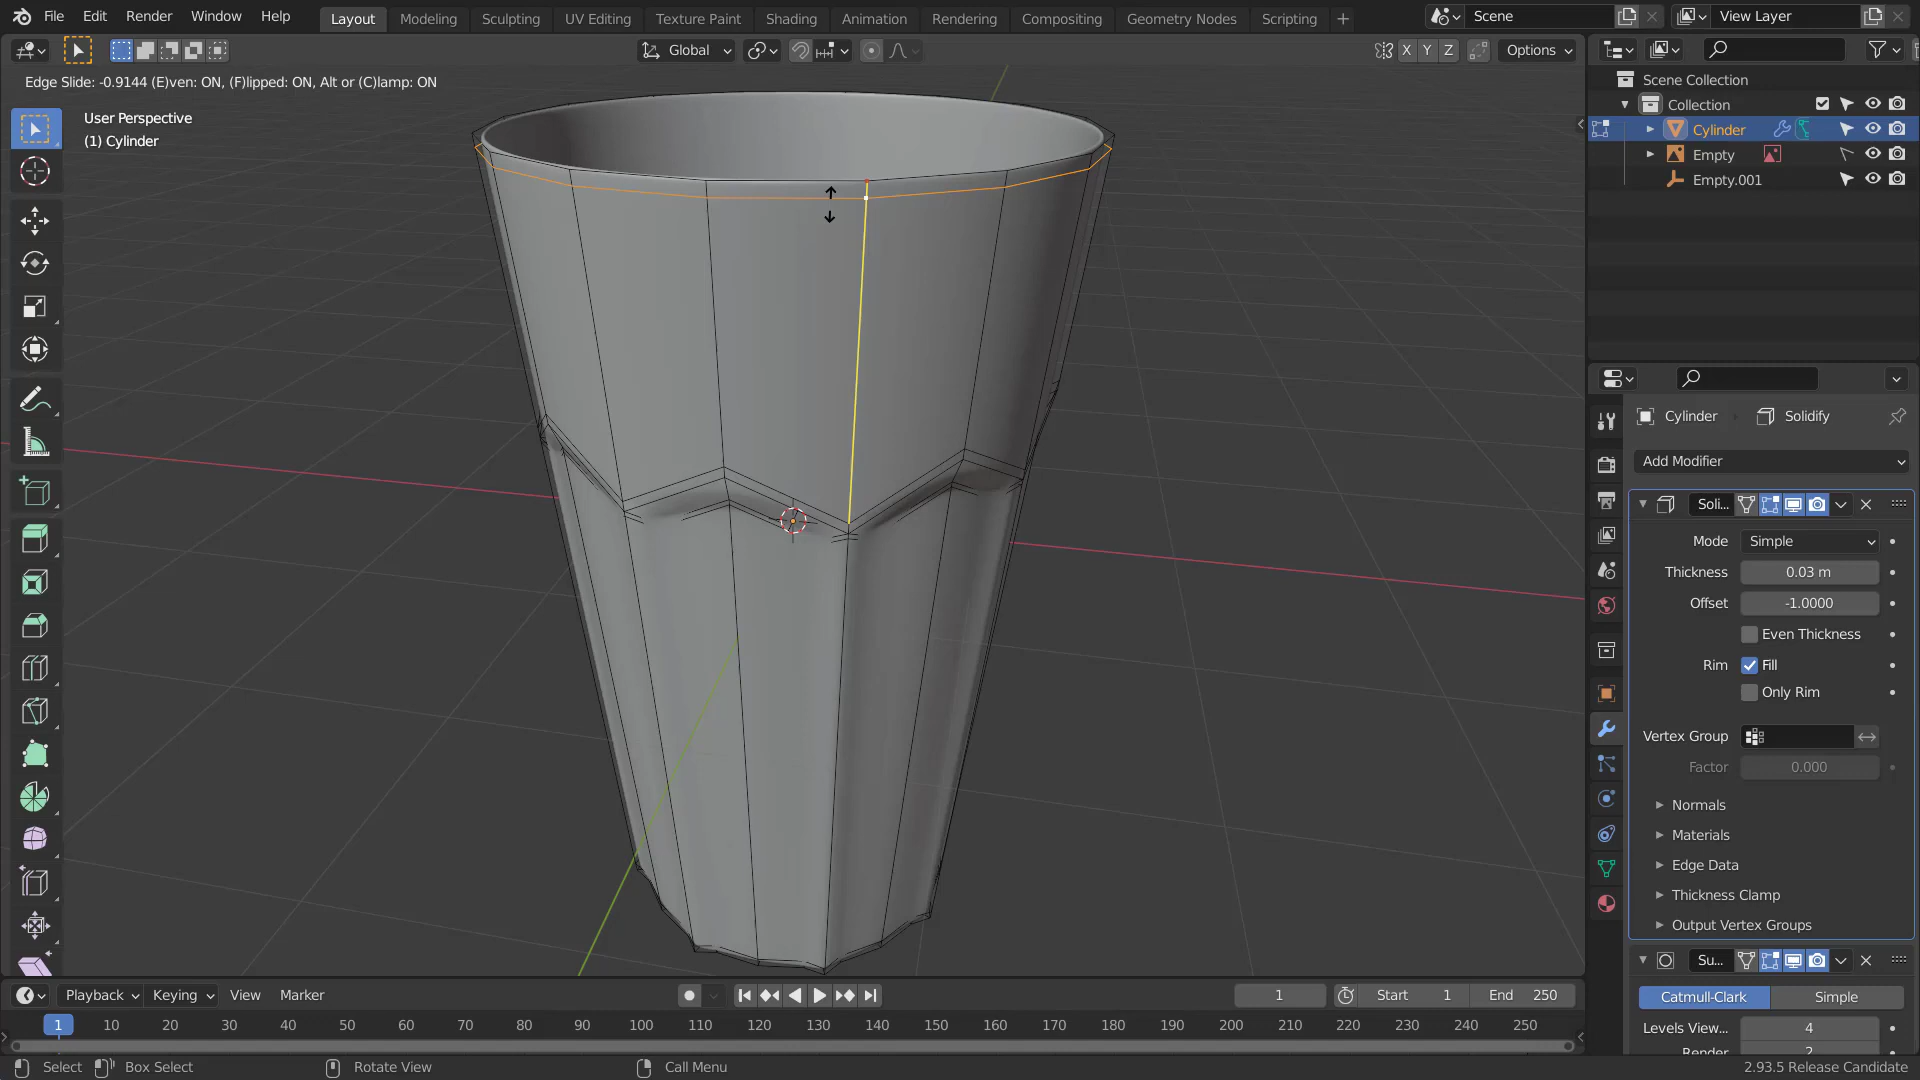 File Edit Render Window Help Layout Modeling Sculpting UV Editing Texture Paint Shading Animation Rendering Compositing Geometry Nodes Scripting + Scene View Layer
Global X Y Z Options
Edge Slide: -0.9144 (E)ven: ON, (F)lipped: ON, Alt or (C)lamp: ON
User Perspective
(1) Cylinder
Scene Collection
Collection
Cylinder
Empty
Empty.001
Cylinder Solidify
Add Modifier
Soli...
Mode Simple
Thickness 0.03 m
Offset -1.0000
Even Thickness
Rim Fill
Only Rim
Vertex Group
Factor 0.000
Normals
Materials
Edge Data
Thickness Clamp
Output Vertex Groups
Su...
Catmull-Clark Simple
Levels View... 4
Render 2
Playback Keying View Marker 1 Start 1 End 250
1 10 20 30 40 50 60 70 80 90 100 110 120 130 140 150 160 170 180 190 200 210 220 230 240 250
Select Box Select Rotate View Call Menu 2.93.5 Release Candidate